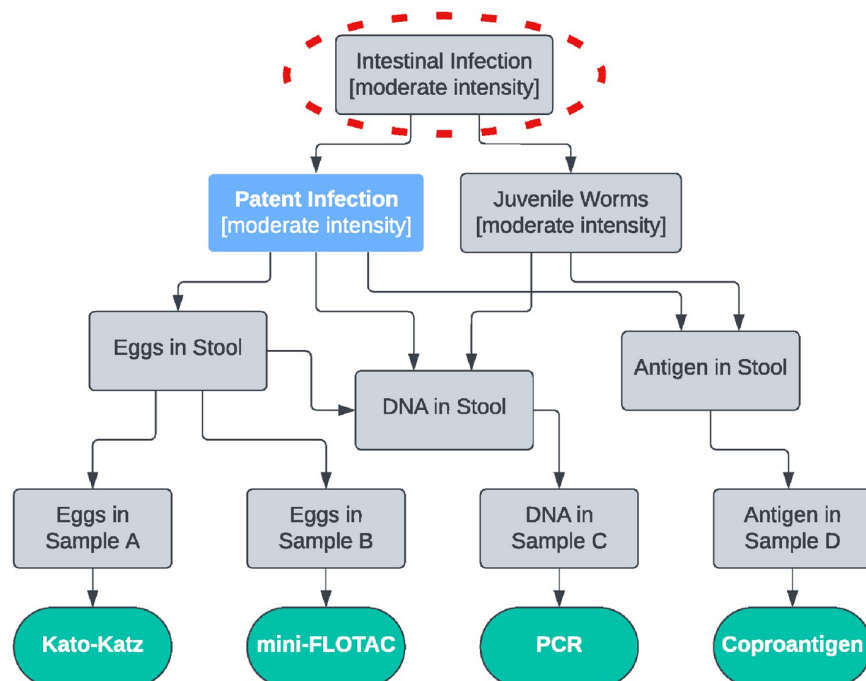 Intestinal Infection
[moderate intensity]
Patent Infection
[moderate intensity]
Juvenile Worms
[moderate intensity]
Eggs in Stool
DNA in Stool
Antigen in Stool
Eggs in
Sample A
Eggs in
Sample B
DNA in
Sample C
Antigen in
Sample D
Kato-Katz
mini-FLOTAC
PCR
Coproantigen